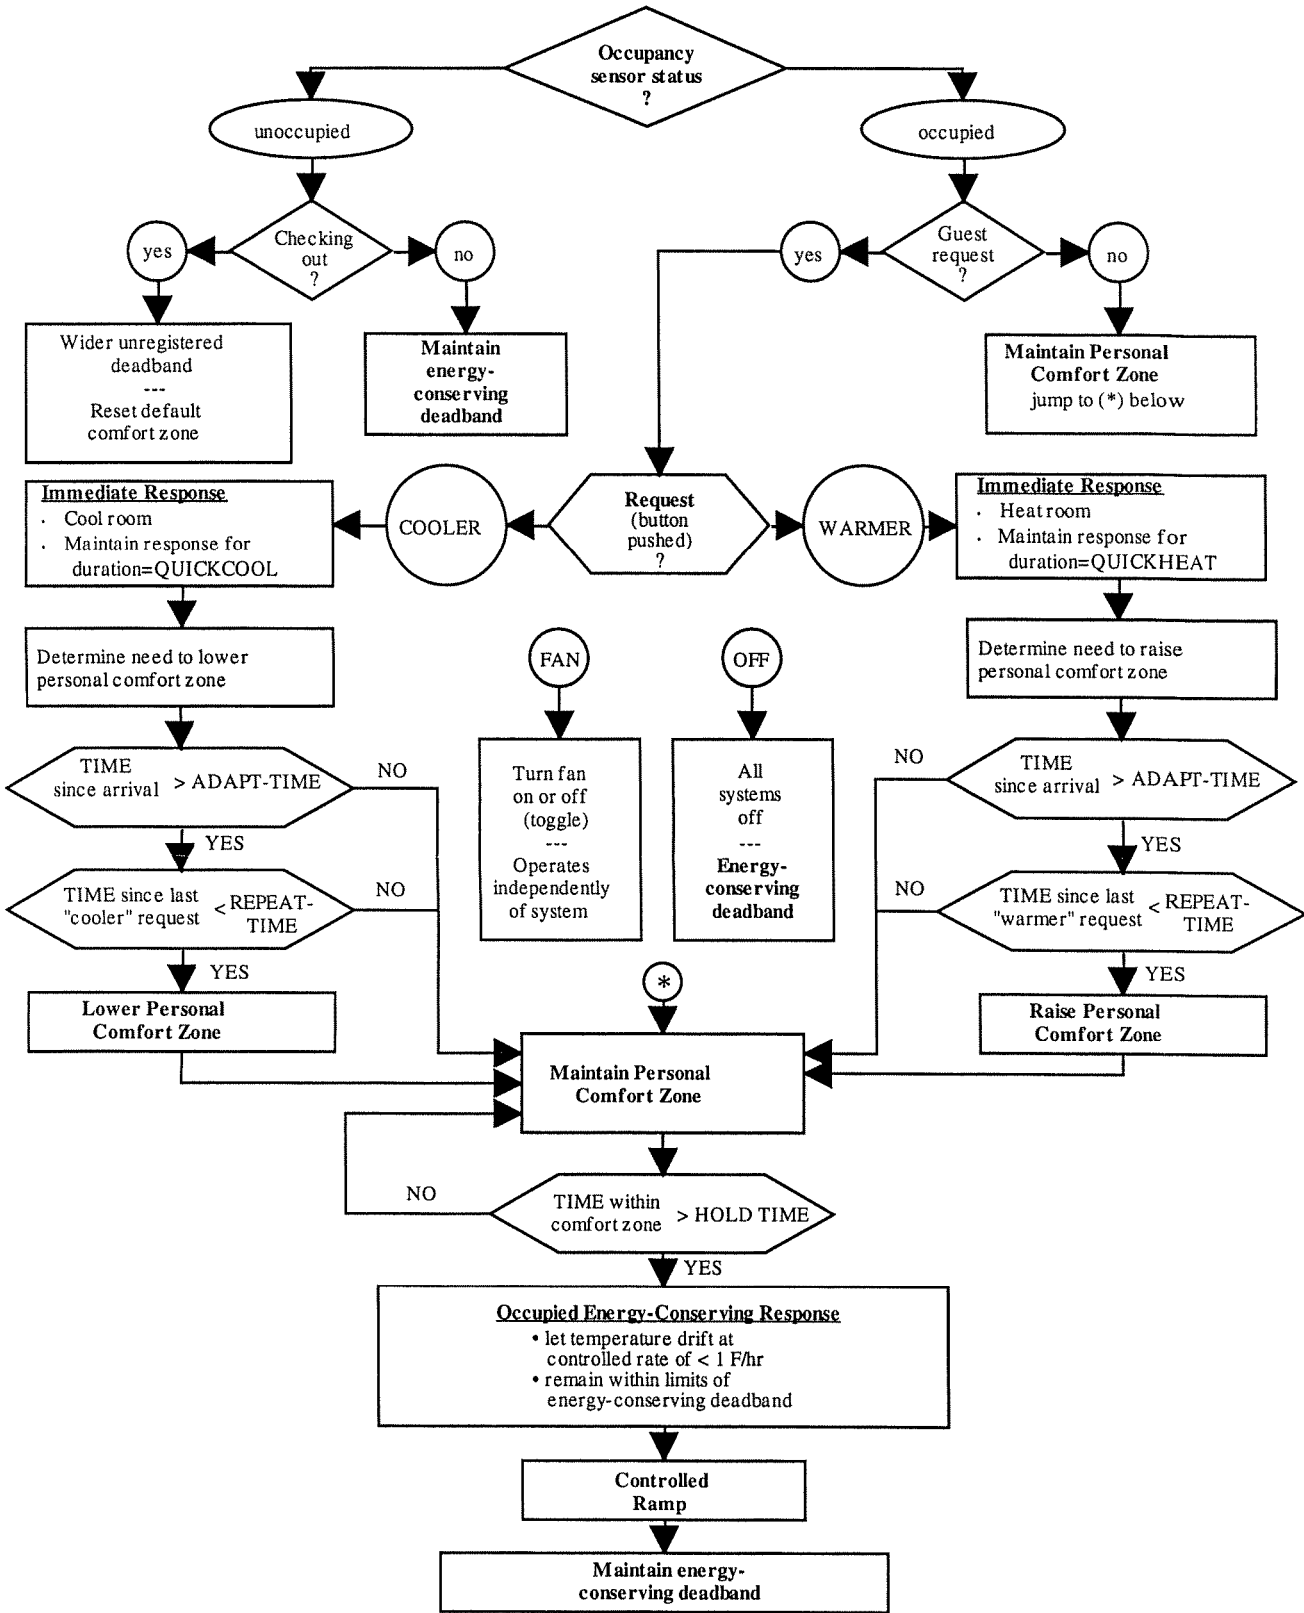 Occupancy
sensor status
?
unoccupied
occupied
Checking
out
?
yes
no
Guest
request
?
yes
no
Wider unregistered
deadband
---
Reset default
comfort zone
Maintain
energy-
conserving
deadband
Maintain Personal
Comfort Zone
jump to (*) below
Immediate Response
· Cool room
· Maintain response for
duration=QUICKCOOL
COOLER
Request
(button
pushed)
?
WARMER
Immediate Response
· Heat room
· Maintain response for
duration=QUICKHEAT
Determine need to lower
personal comfort zone
FAN
OFF
Determine need to raise
personal comfort zone
TIME
since arrival > ADAPT-TIME
NO
YES
TIME since last
"cooler" request < REPEAT-
TIME
NO
YES
Lower Personal
Comfort Zone
Turn fan
on or off
(toggle)
---
Operates
independently
of system
All
systems
off
---
Energy-
conserving
deadband
NO
TIME
since arrival > ADAPT-TIME
YES
NO
TIME since last
"warmer" request < REPEAT-
TIME
YES
Raise Personal
Comfort Zone
*
Maintain Personal
Comfort Zone
NO
TIME within
comfort zone > HOLD TIME
YES
Occupied Energy-Conserving Response
• let temperature drift at
controlled rate of < 1 F/hr
• remain within limits of
energy-conserving deadband
Controlled
Ramp
Maintain energy-
conserving deadband